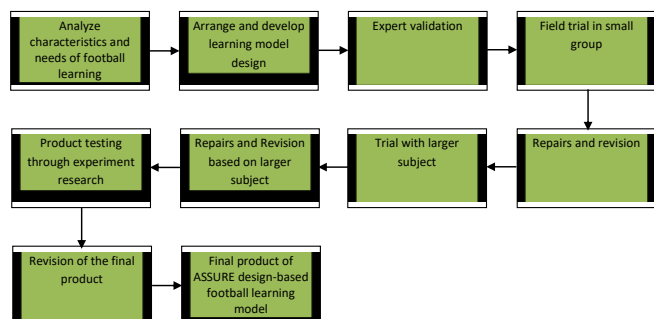 Analyze
characteristics and
needs of football
learning
Arrange and develop
learning model
design
Expert validation
Field trial in small
group
Product testing
through experiment
research
Repairs and Revision
based on larger
subject
Trial with larger
subject
Repairs and revision
Revision of the final
product
Final product of
ASSURE design-based
football learning
model